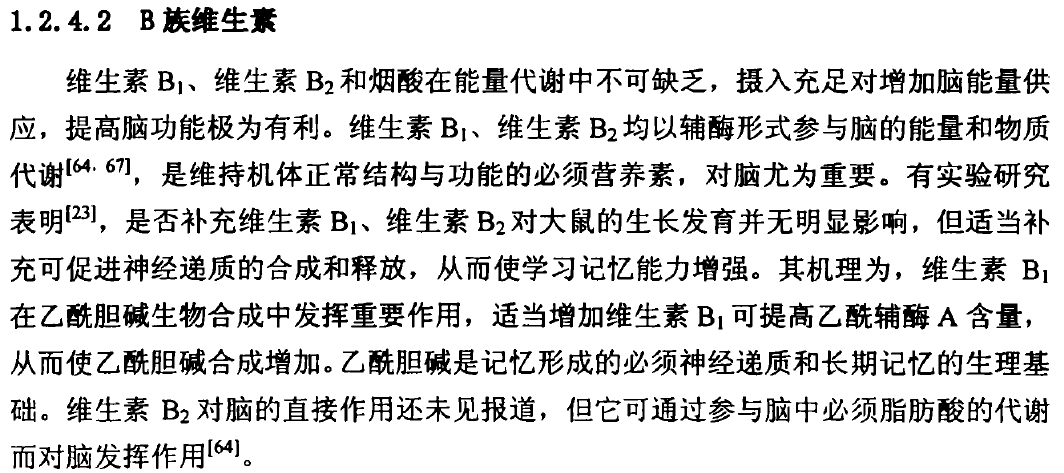 1.2.4.2 B族维生素
维生素 B₁、维生素 B₂和烟酸在能量代谢中不可缺乏，摄入充足对增加脑能量供
应，提高脑功能极为有利。维生素 B₁、维生素 B₂均以辅酶形式参与脑的能量和物质
代谢[64, 67]，是维持机体正常结构与功能的必须营养素，对脑尤为重要。有实验研究
表明[23]，是否补充维生素 B₁、维生素 B₂对大鼠的生长发育并无明显影响，但适当补
充可促进神经递质的合成和释放，从而使学习记忆能力增强。其机理为，维生素 B₁
在乙酰胆碱生物合成中发挥重要作用，适当增加维生素 B₁可提高乙酰辅酶 A 含量，
从而使乙酰胆碱合成增加。乙酰胆碱是记忆形成的必须神经递质和长期记忆的生理基
础。维生素 B₂对脑的直接作用还未见报道，但它可通过参与脑中必须脂肪酸的代谢
而对脑发挥作用[64]。